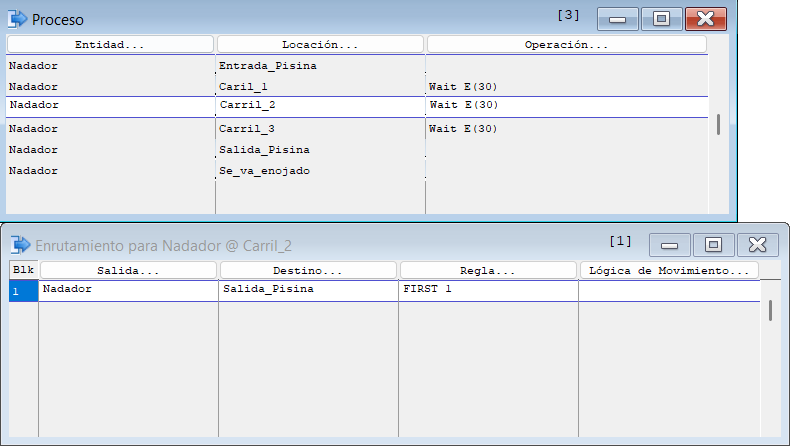 Proceso [3]
Entidad... Locación... Operación...
Nadador Entrada_Pisina
Nadador Caril_1 Wait E(30)
Nadador Carril_2 Wait E(30)
Nadador Carril_3 Wait E(30)
Nadador Salida_Pisina
Nadador Se_va_enojado
Enrutamiento para Nadador @ Carril_2 [1]
Blk Salida... Destino... Regla... Lógica de Movimiento...
1 Nadador Salida_Pisina FIRST 1